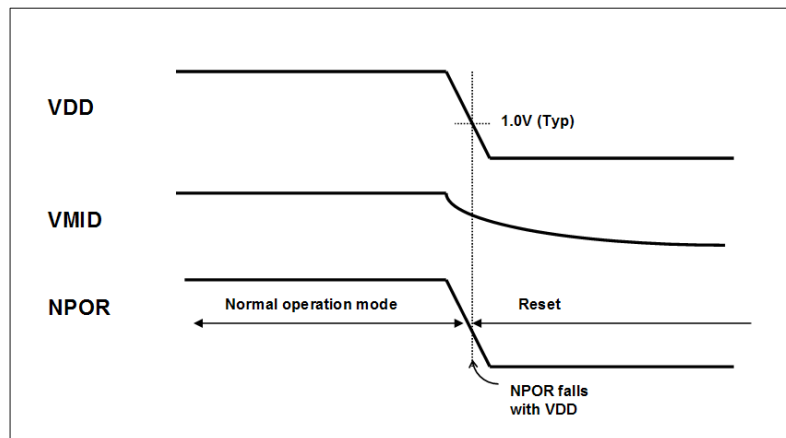 VDD
1.0V (Typ)
VMID
NPOR
Normal operation mode
Reset
NPOR falls
with VDD